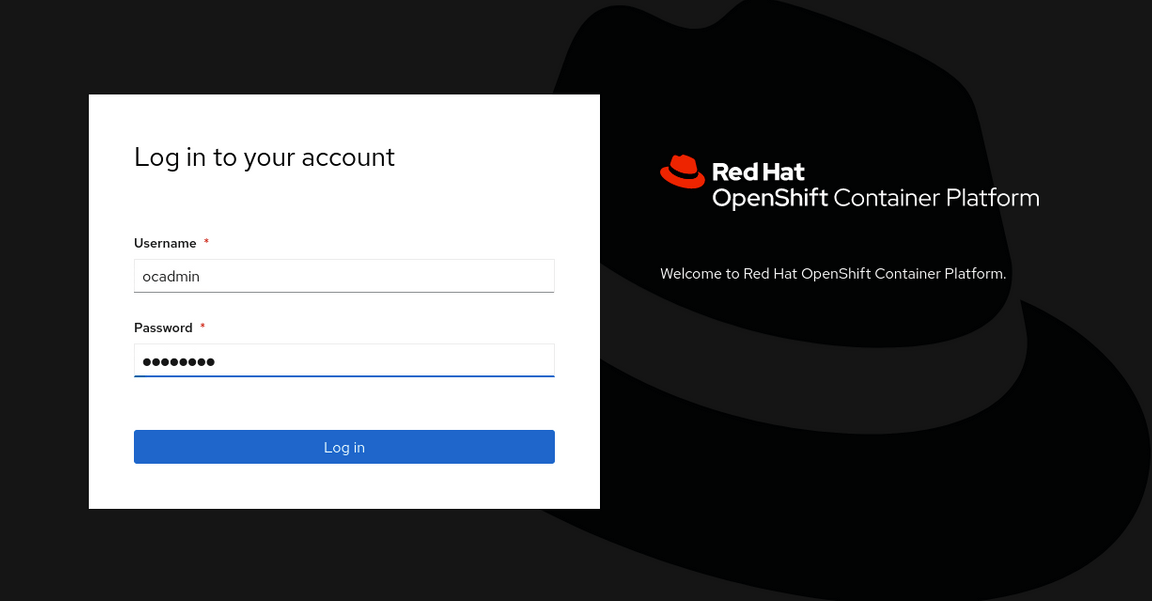 Log in to your account
Username *
ocadmin
Password *
••••••••
Log in
Red Hat
OpenShift Container Platform
Welcome to Red Hat OpenShift Container Platform.